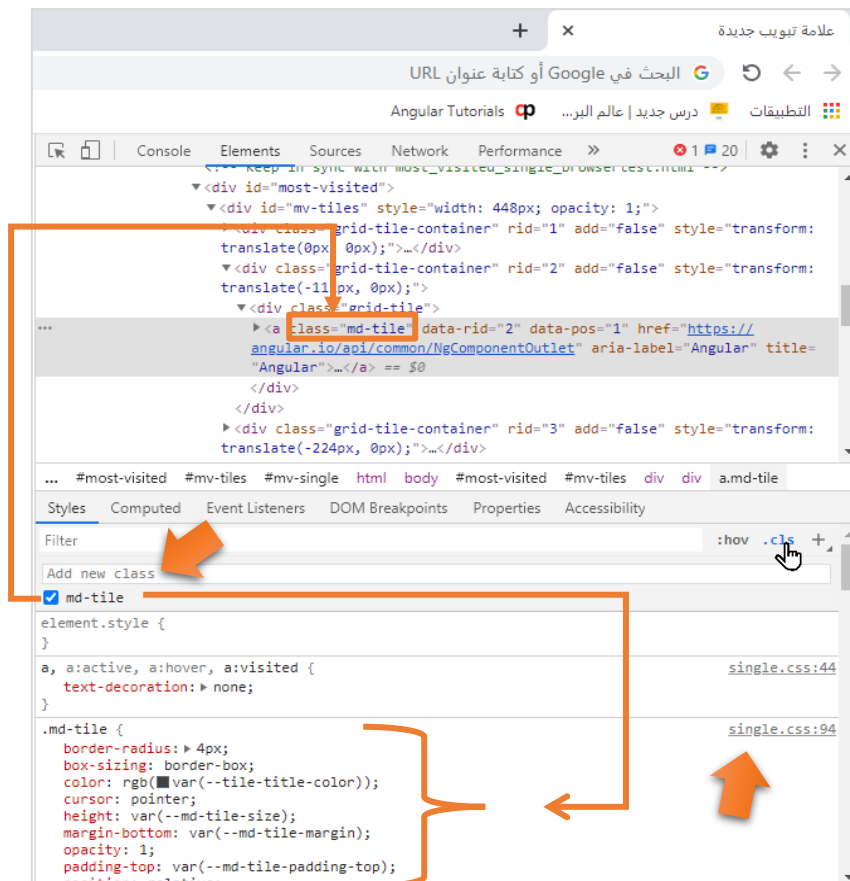 علامة تبويب جديدة
البحث في Google أو كتابة عنوان URL
التطبيقات درس جديد | عالم البر... Angular Tutorials
Console Elements Sources Network Performance » 1 20
<!-- Keep in sync with most_visited_single_browsertest.html -->
▼<div id="most-visited">
▼<div id="mv-tiles" style="width: 448px; opacity: 1;">
<div class="grid-tile-container" rid="1" add="false" style="transform:
translate(0px, 0px);">…</div>
▼<div class="grid-tile-container" rid="2" add="false" style="transform:
px, 0px);">
▼<div class="grid-tile">
… ▶<a class="md-tile" data-rid="2" data-pos="1" href="https://
angular.io/api/common/NgComponentOutlet" aria-label="Angular" title=
"Angular">…</a> == $0
</div>
</div>
▶<div class="grid-tile-container" rid="3" add="false" style="transform:
translate(-224px, 0px);">…</div>
... #most-visited #mv-tiles #mv-single html body #most-visited #mv-tiles div div a.md-tile
Styles Computed Event Listeners DOM Breakpoints Properties Accessibility
Filter :hov .cls +
Add new class
md-tile
element.style {
}
a, a:active, a:hover, a:visited { single.css:44
text-decoration: ▶ none;
}
.md-tile { single.css:94
border-radius: ▶ 4px;
box-sizing: border-box;
color: rgb(var(--tile-title-color));
cursor: pointer;
height: var(--md-tile-size);
margin-bottom: var(--md-tile-margin);
opacity: 1;
padding-top: var(--md-tile-padding-top);